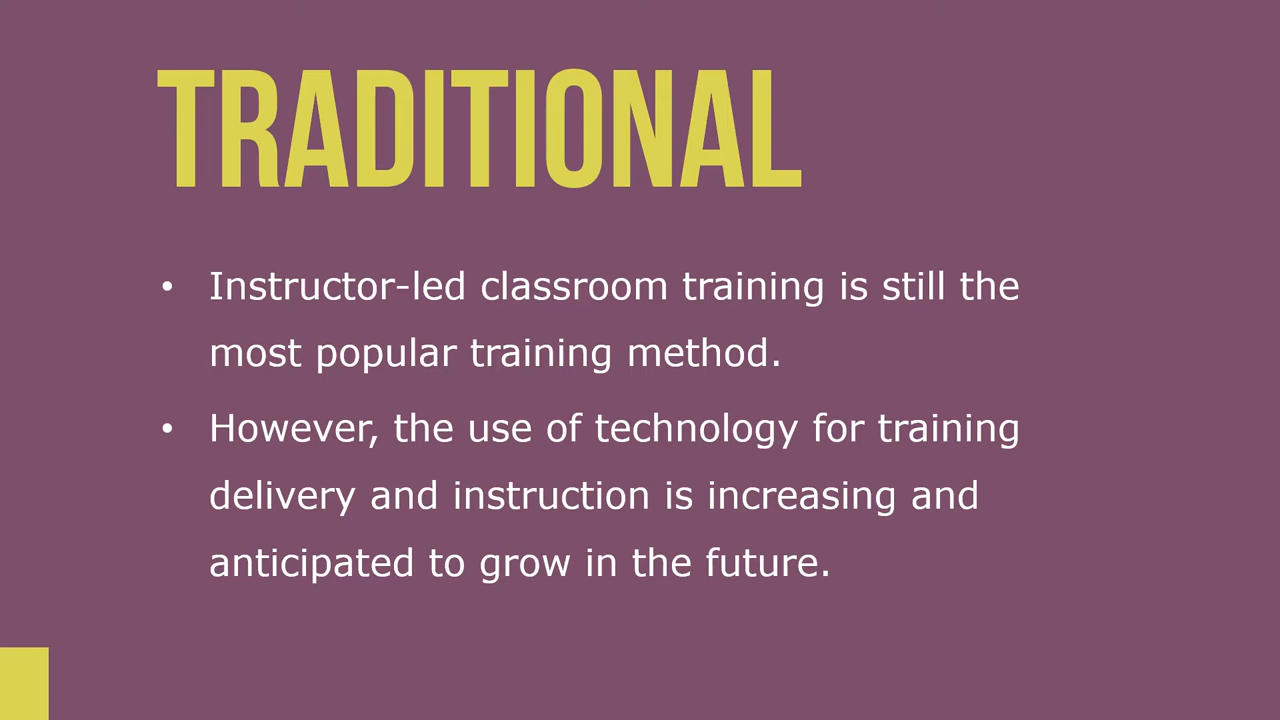 TRADITIONAL
• Instructor-led classroom training is still the
most popular training method.
• However, the use of technology for training
delivery and instruction is increasing and
anticipated to grow in the future.